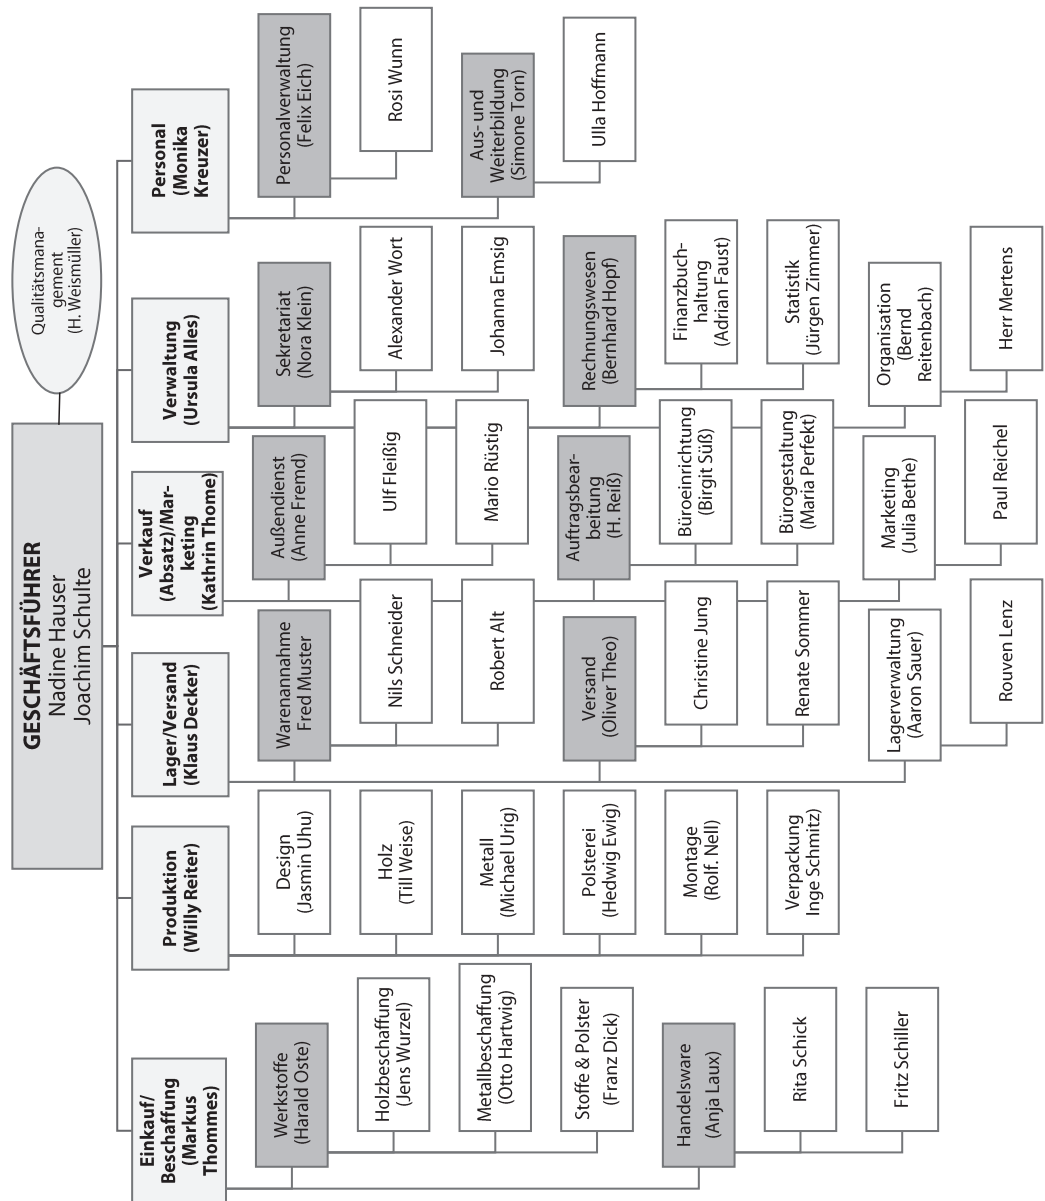 GESCHÄFTSFÜHRER
Nadine Hauser
Joachim Schulte
Qualitätsmana-
gement
(H. Weismüller)
Einkauf/
Beschaffung
(Markus
Thommes)
Werkstoffe
(Harald Oste)
Holzbeschaffung
(Jens Wurzel)
Metallbeschaffung
(Otto Hartwig)
Stoffe & Polster
(Franz Dick)
Handelsware
(Anja Laux)
Rita Schick
Fritz Schiller
Produktion
(Willy Reiter)
Design
(Jasmin Uhu)
Holz
(Till Weise)
Metall
(Michael Urig)
Polsterei
(Hedwig Ewig)
Montage
(Rolf. Nell)
Verpackung
Inge Schmitz)
Lager/Versand
(Klaus Decker)
Warenannahme
Fred Muster
Nils Schneider
Robert Alt
Versand
(Oliver Theo)
Christine Jung
Renate Sommer
Lagerverwaltung
(Aaron Sauer)
Rouven Lenz
Verkauf
(Absatz)/Mar-
keting
(Kathrin Thome)
Außendienst
(Anne Fremd)
Ulf Fleißig
Mario Rüstig
Auftragsbear-
beitung
(H. Reiß)
Büroeinrichtung
(Birgit Süß)
Bürogestaltung
(Maria Perfekt)
Marketing
(Julia Bethe)
Paul Reichel
Verwaltung
(Ursula Alles)
Sekretariat
(Nora Klein)
Alexander Wort
Johanna Emsig
Rechnungswesen
(Bernhard Hopf)
Finanzbuch-
haltung
(Adrian Faust)
Statistik
(Jürgen Zimmer)
Organisation
(Bernd
Reitenbach)
Herr Mertens
Personal
(Monika
Kreuzer)
Personalverwaltung
(Felix Eich)
Rosi Wunn
Aus- und
Weiterbildung
(Simone Torn)
Ulla Hoffmann